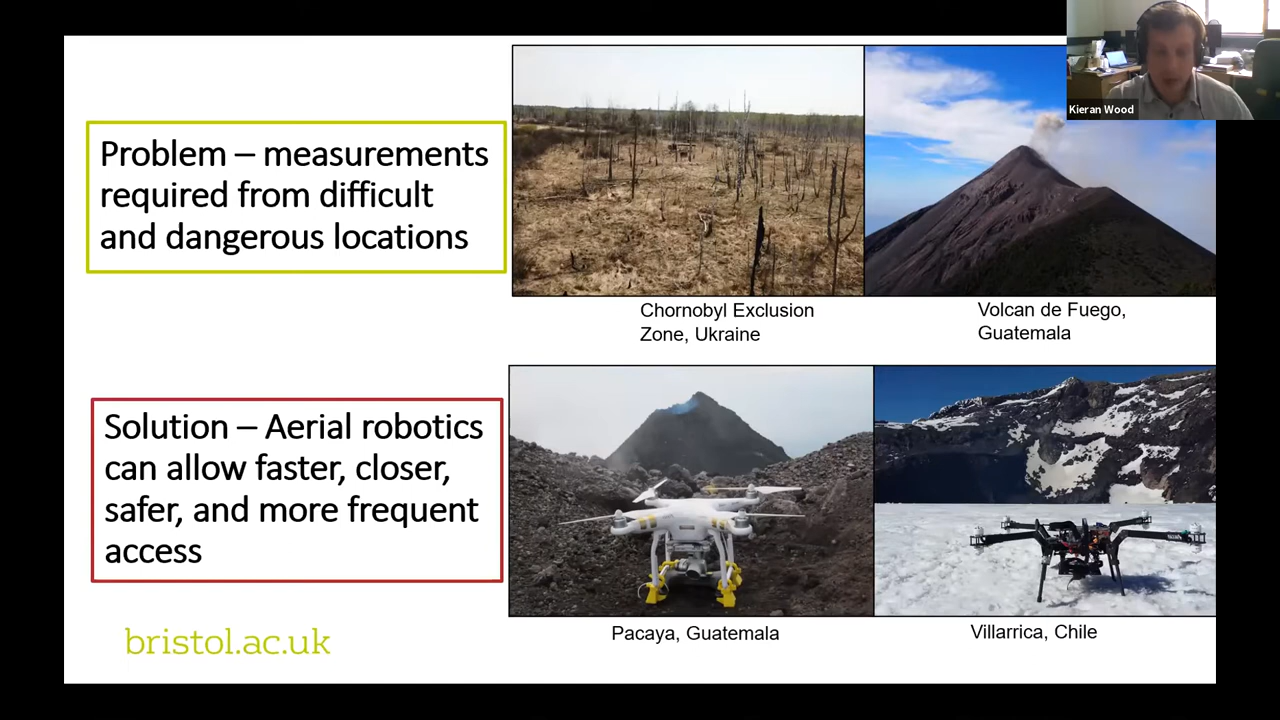 Kieran Wood
Problem – measurements
required from difficult
and dangerous locations
Chornobyl Exclusion
Zone, Ukraine
Volcan de Fuego,
Guatemala
Solution – Aerial robotics
can allow faster, closer,
safer, and more frequent
access
Pacaya, Guatemala
Villarrica, Chile
bristol.ac.uk